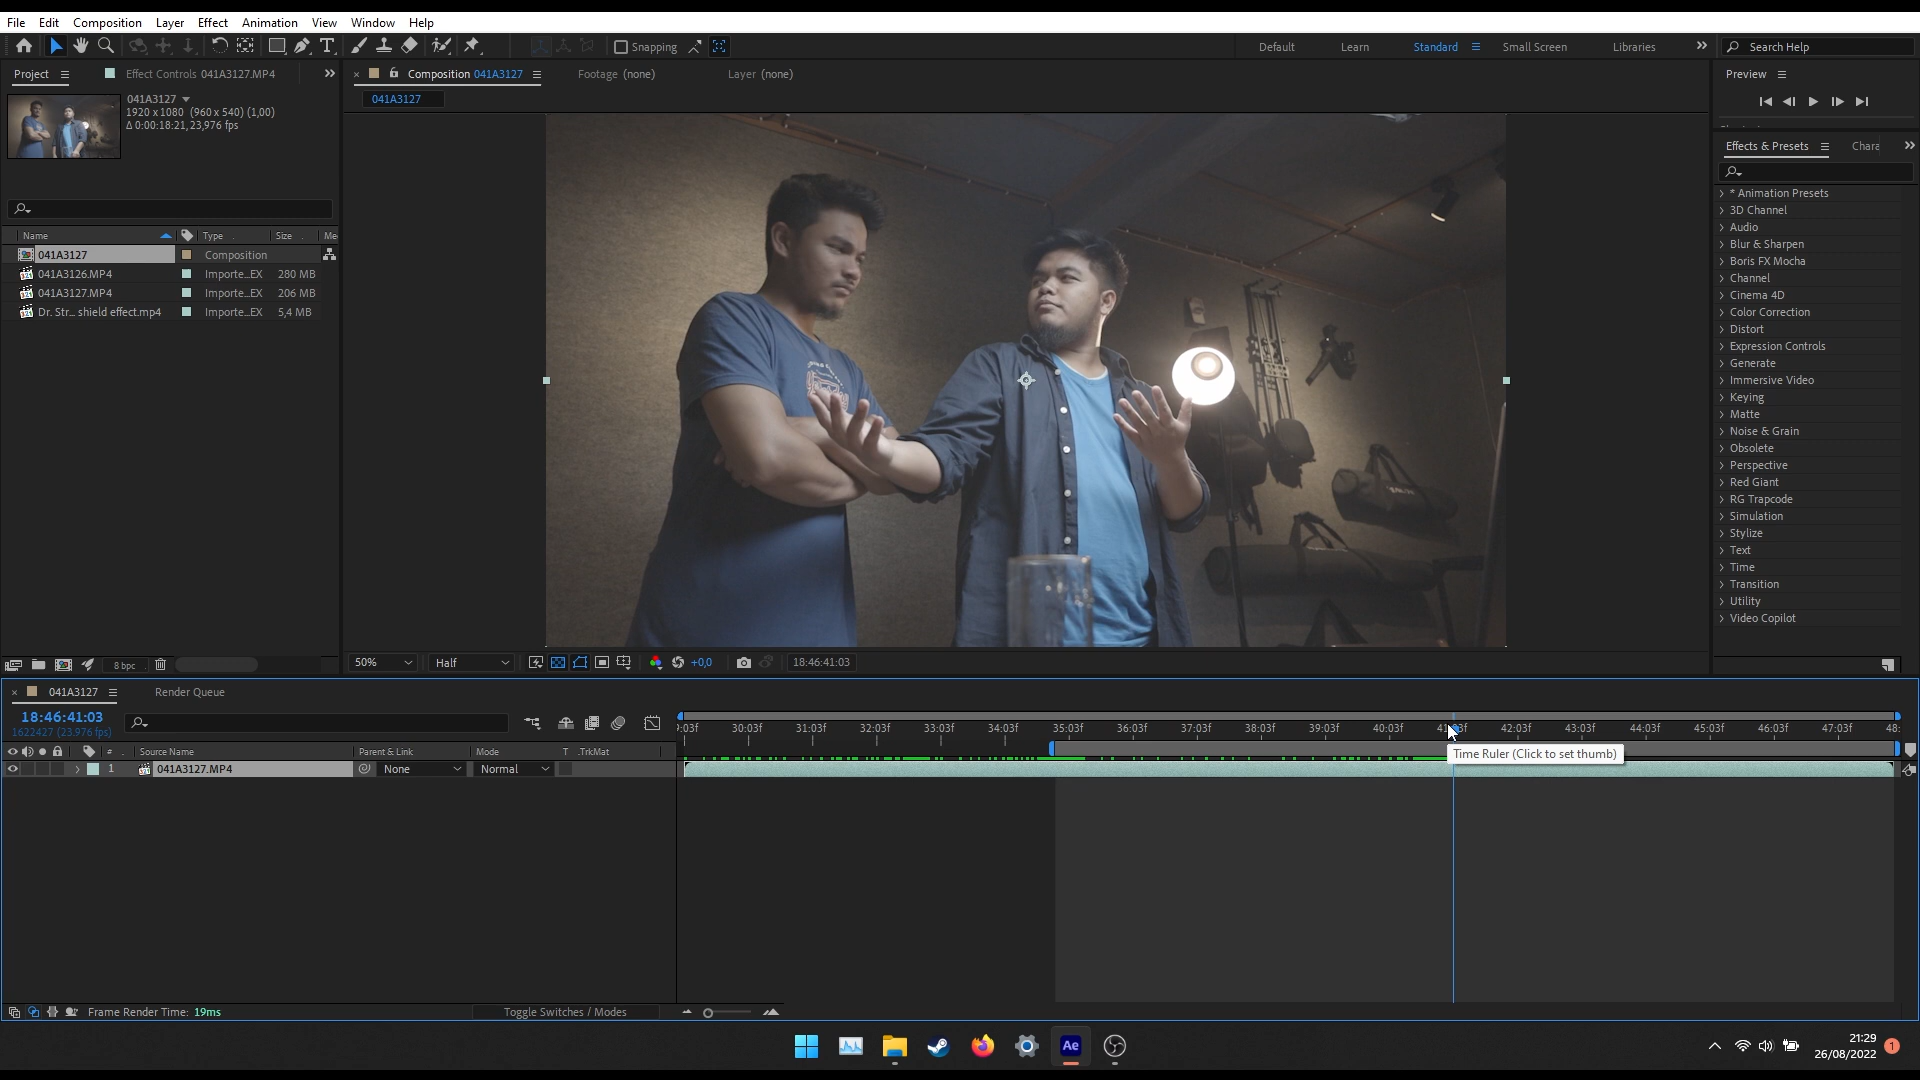 File Edit Composition Layer Effect Animation View Window Help
Snapping
Default Learn Standard Small Screen Libraries
Search Help
Project Effect Controls 041A3127.MP4
Composition 041A3127 Footage (none) Layer (none)
Preview
041A3127
1920 x 1080 (960 x 540) (1,00)
Δ 0:00:18:21, 23,976 fps
041A3127
Effects & Presets Chara
Name Type Size Me
041A3127 Composition
041A3126.MP4 Importe...EX 280 MB
041A3127.MP4 Importe...EX 206 MB
Dr. Str... shield effect.mp4 Importe...EX 5,4 MB
* Animation Presets
3D Channel
Audio
Blur & Sharpen
Boris FX Mocha
Channel
Cinema 4D
Color Correction
Distort
Expression Controls
Generate
Immersive Video
Keying
Matte
Noise & Grain
Obsolete
Perspective
Red Giant
RG Trapcode
Simulation
Stylize
Text
Time
Transition
Utility
Video Copilot
8 bpc
50% Half +0,0 18:46:41:03
041A3127 Render Queue
18:46:41:03
1622427 (23.976 fps)
30:03f 31:03f 32:03f 33:03f 34:03f 35:03f 36:03f 37:03f 38:03f 39:03f 40:03f 42:03f 43:03f 44:03f 45:03f 46:03f 47:03f 48:
# Source Name Parent & Link Mode T .TrkMat
1 041A3127.MP4 None Normal
Time Ruler (Click to set thumb)
Frame Render Time: 19ms
Toggle Switches / Modes
Ae
21:29
26/08/2022
1